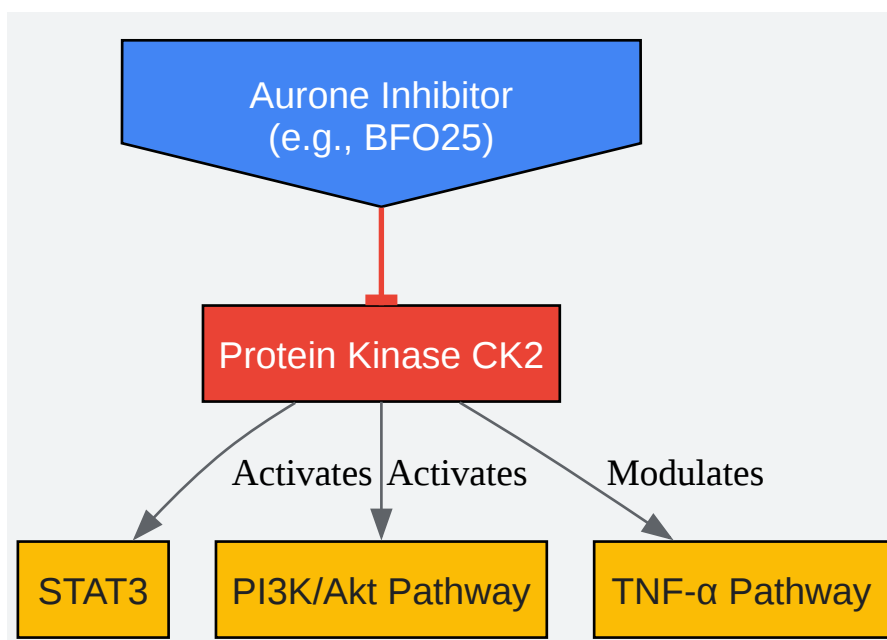 Aurone Inhibitor
(e.g., BFO25)
Protein Kinase CK2
Activates
Activates
Modulates
STAT3
PI3K/Akt Pathway
TNF-α Pathway